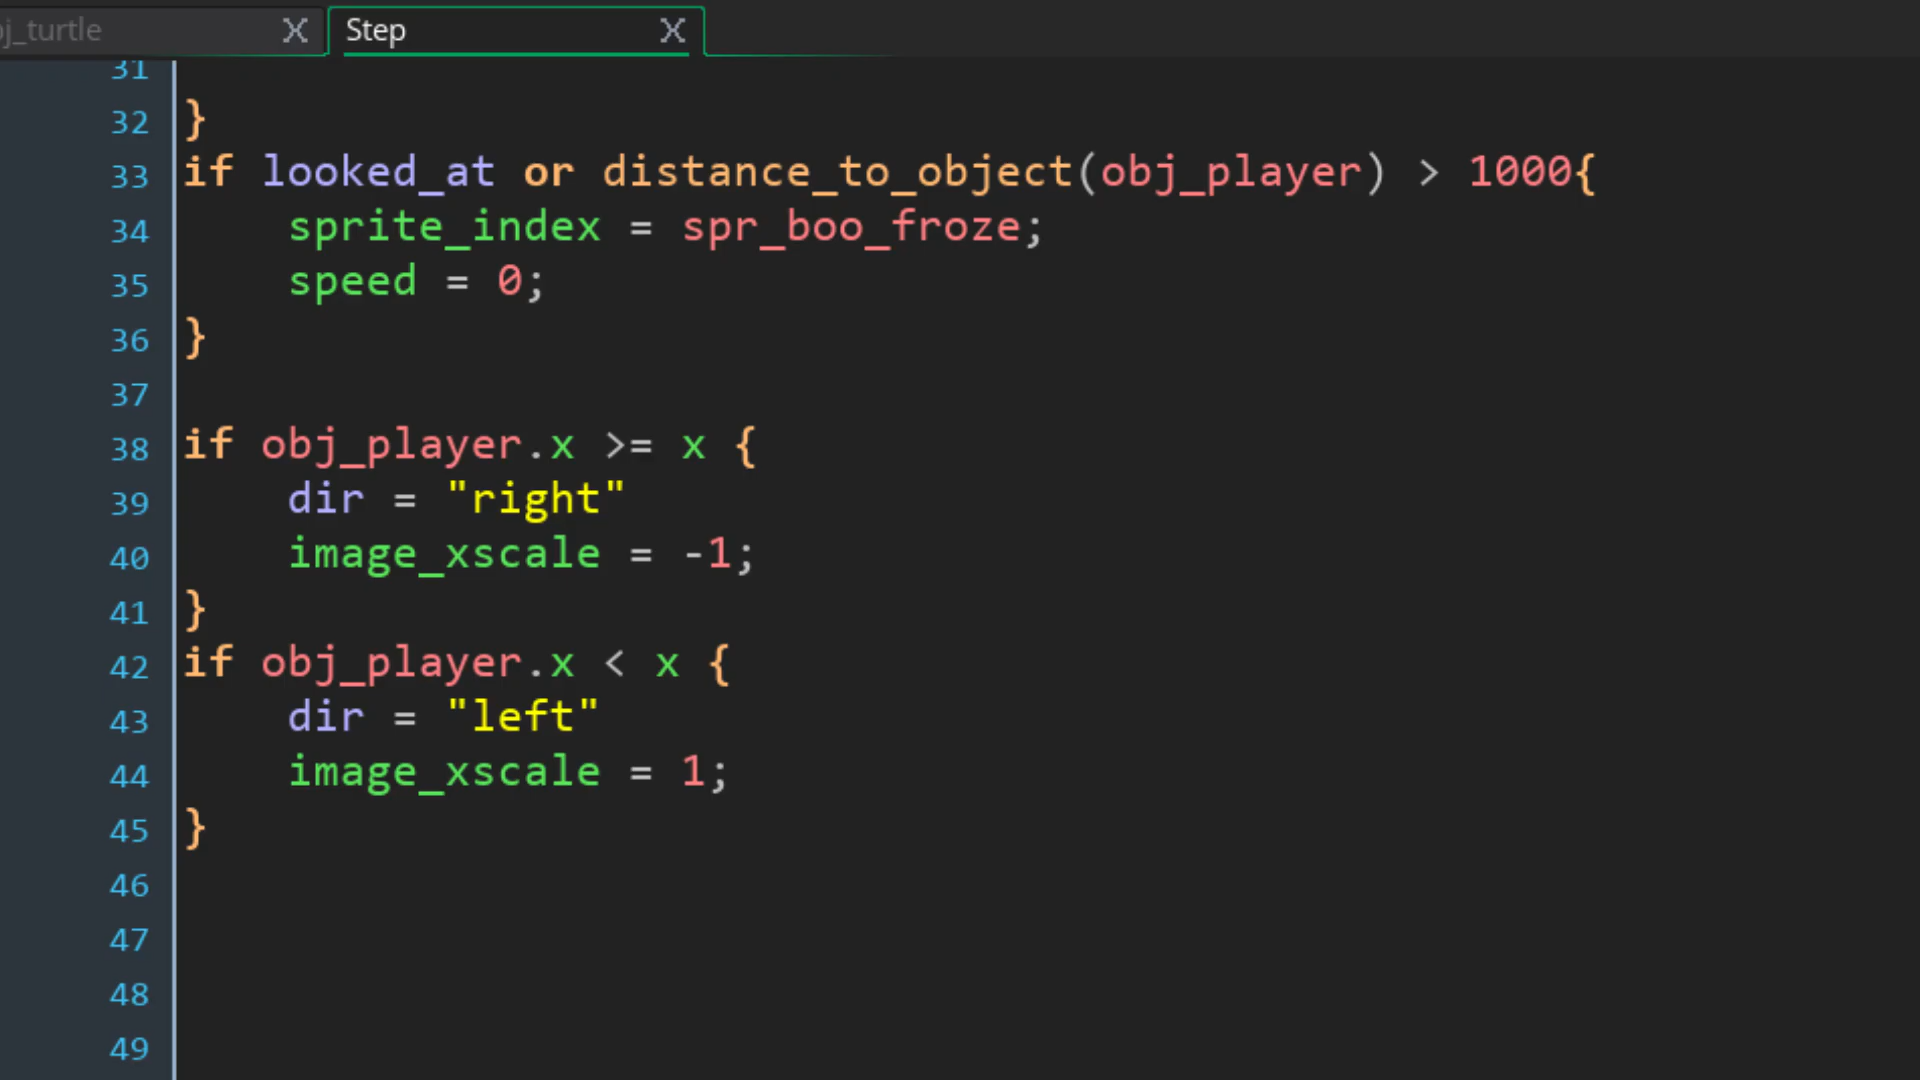 j_turtle X Step X
31
32 }
33 if looked_at or distance_to_object(obj_player) > 1000{
34     sprite_index = spr_boo_froze;
35     speed = 0;
36 }
37
38 if obj_player.x >= x {
39     dir = "right"
40     image_xscale = -1;
41 }
42 if obj_player.x < x {
43     dir = "left"
44     image_xscale = 1;
45 }
46
47
48
49